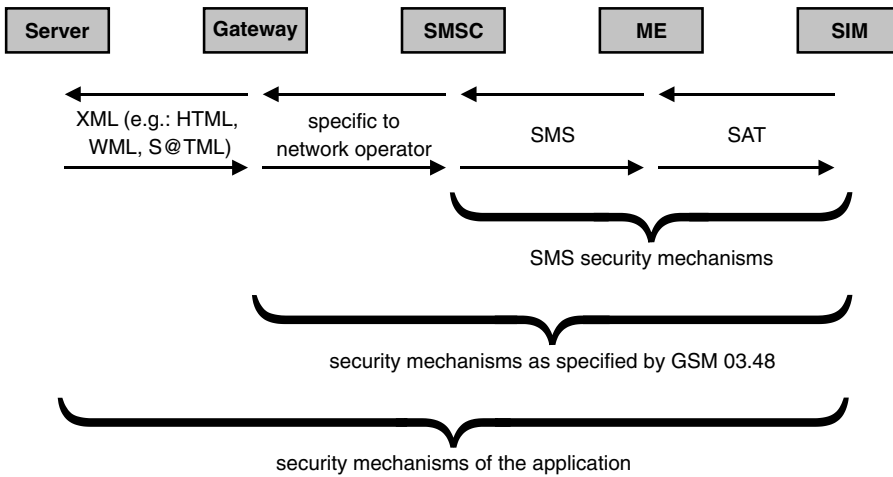 Server
Gateway
SMSC
ME
SIM
XML (e.g.: HTML,
WML, S@TML)
specific to
network operator
SMS
SAT
SMS security mechanisms
security mechanisms as specified by GSM 03.48
security mechanisms of the application